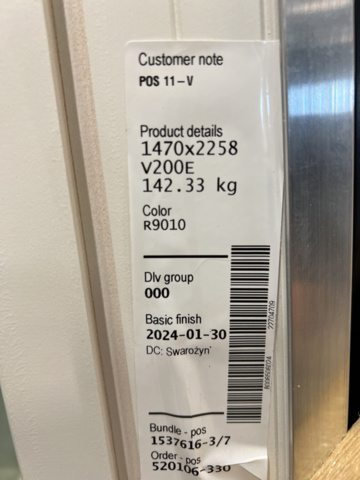 Customer note
POS 11-V
Product details
1470x2258
V200E
142.33 kg
Color
R9010
Dlv group
000
Basic finish
2024-01-30
DC: Swarożyn
Bundle - pos
1537616-3/7
Order - pos
520106-330
22704709